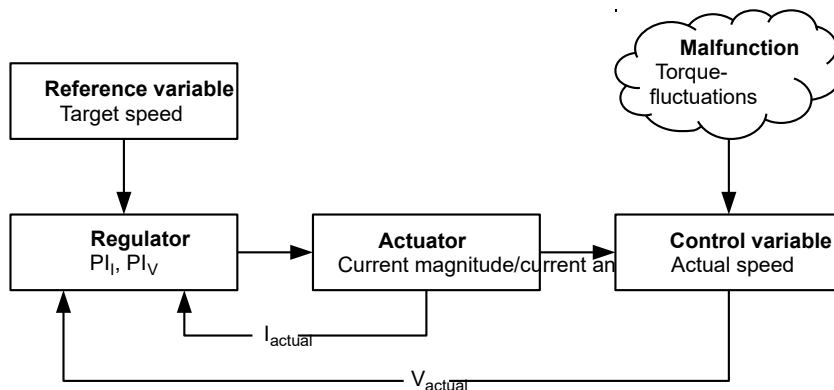 Malfunction
Torque-
fluctuations
Reference variable
Target speed
Regulator
PII, PIV
Actuator
Current magnitude/current an
Control variable
Actual speed
Iactual
Vactual